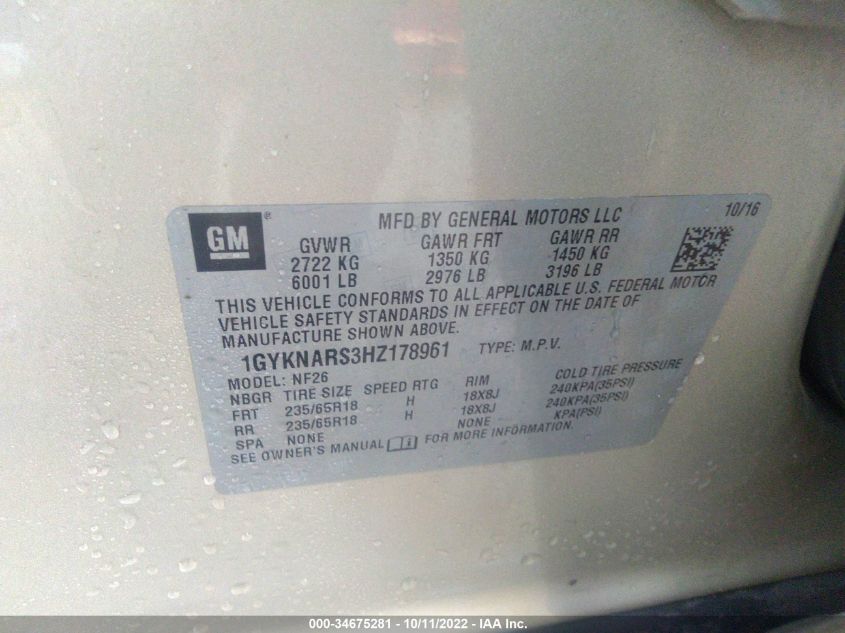 GM ®
MFD BY GENERAL MOTORS LLC 10/16
GVWR GAWR FRT GAWR RR
2722 KG 1350 KG 1450 KG
6001 LB 2976 LB 3196 LB
THIS VEHICLE CONFORMS TO ALL APPLICABLE U.S. FEDERAL MOTOR
VEHICLE SAFETY STANDARDS IN EFFECT ON THE DATE OF
MANUFACTURE SHOWN ABOVE.
1GYKNARS3HZ178961 TYPE: M.P.V.
MODEL: NF26
NBGR TIRE SIZE SPEED RTG RIM COLD TIRE PRESSURE
FRT 235/65R18 H 18X8J 240KPA(35PSI)
RR 235/65R18 H 18X8J 240KPA(35PSI)
SPA NONE NONE KPA(PSI)
SEE OWNER'S MANUAL i FOR MORE INFORMATION.
000-34675281 - 10/11/2022 - IAA Inc.